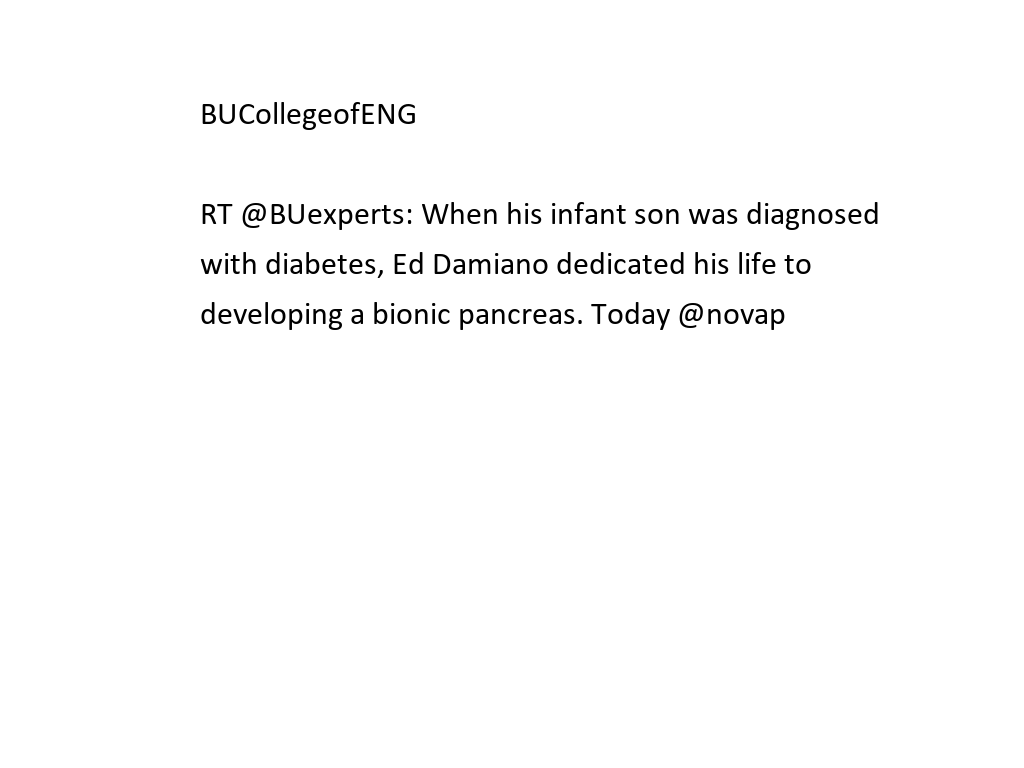 BUCollegeofENG
RT @BUexperts: When his infant son was diagnosed
with diabetes, Ed Damiano dedicated his life to
developing a bionic pancreas. Today @novap